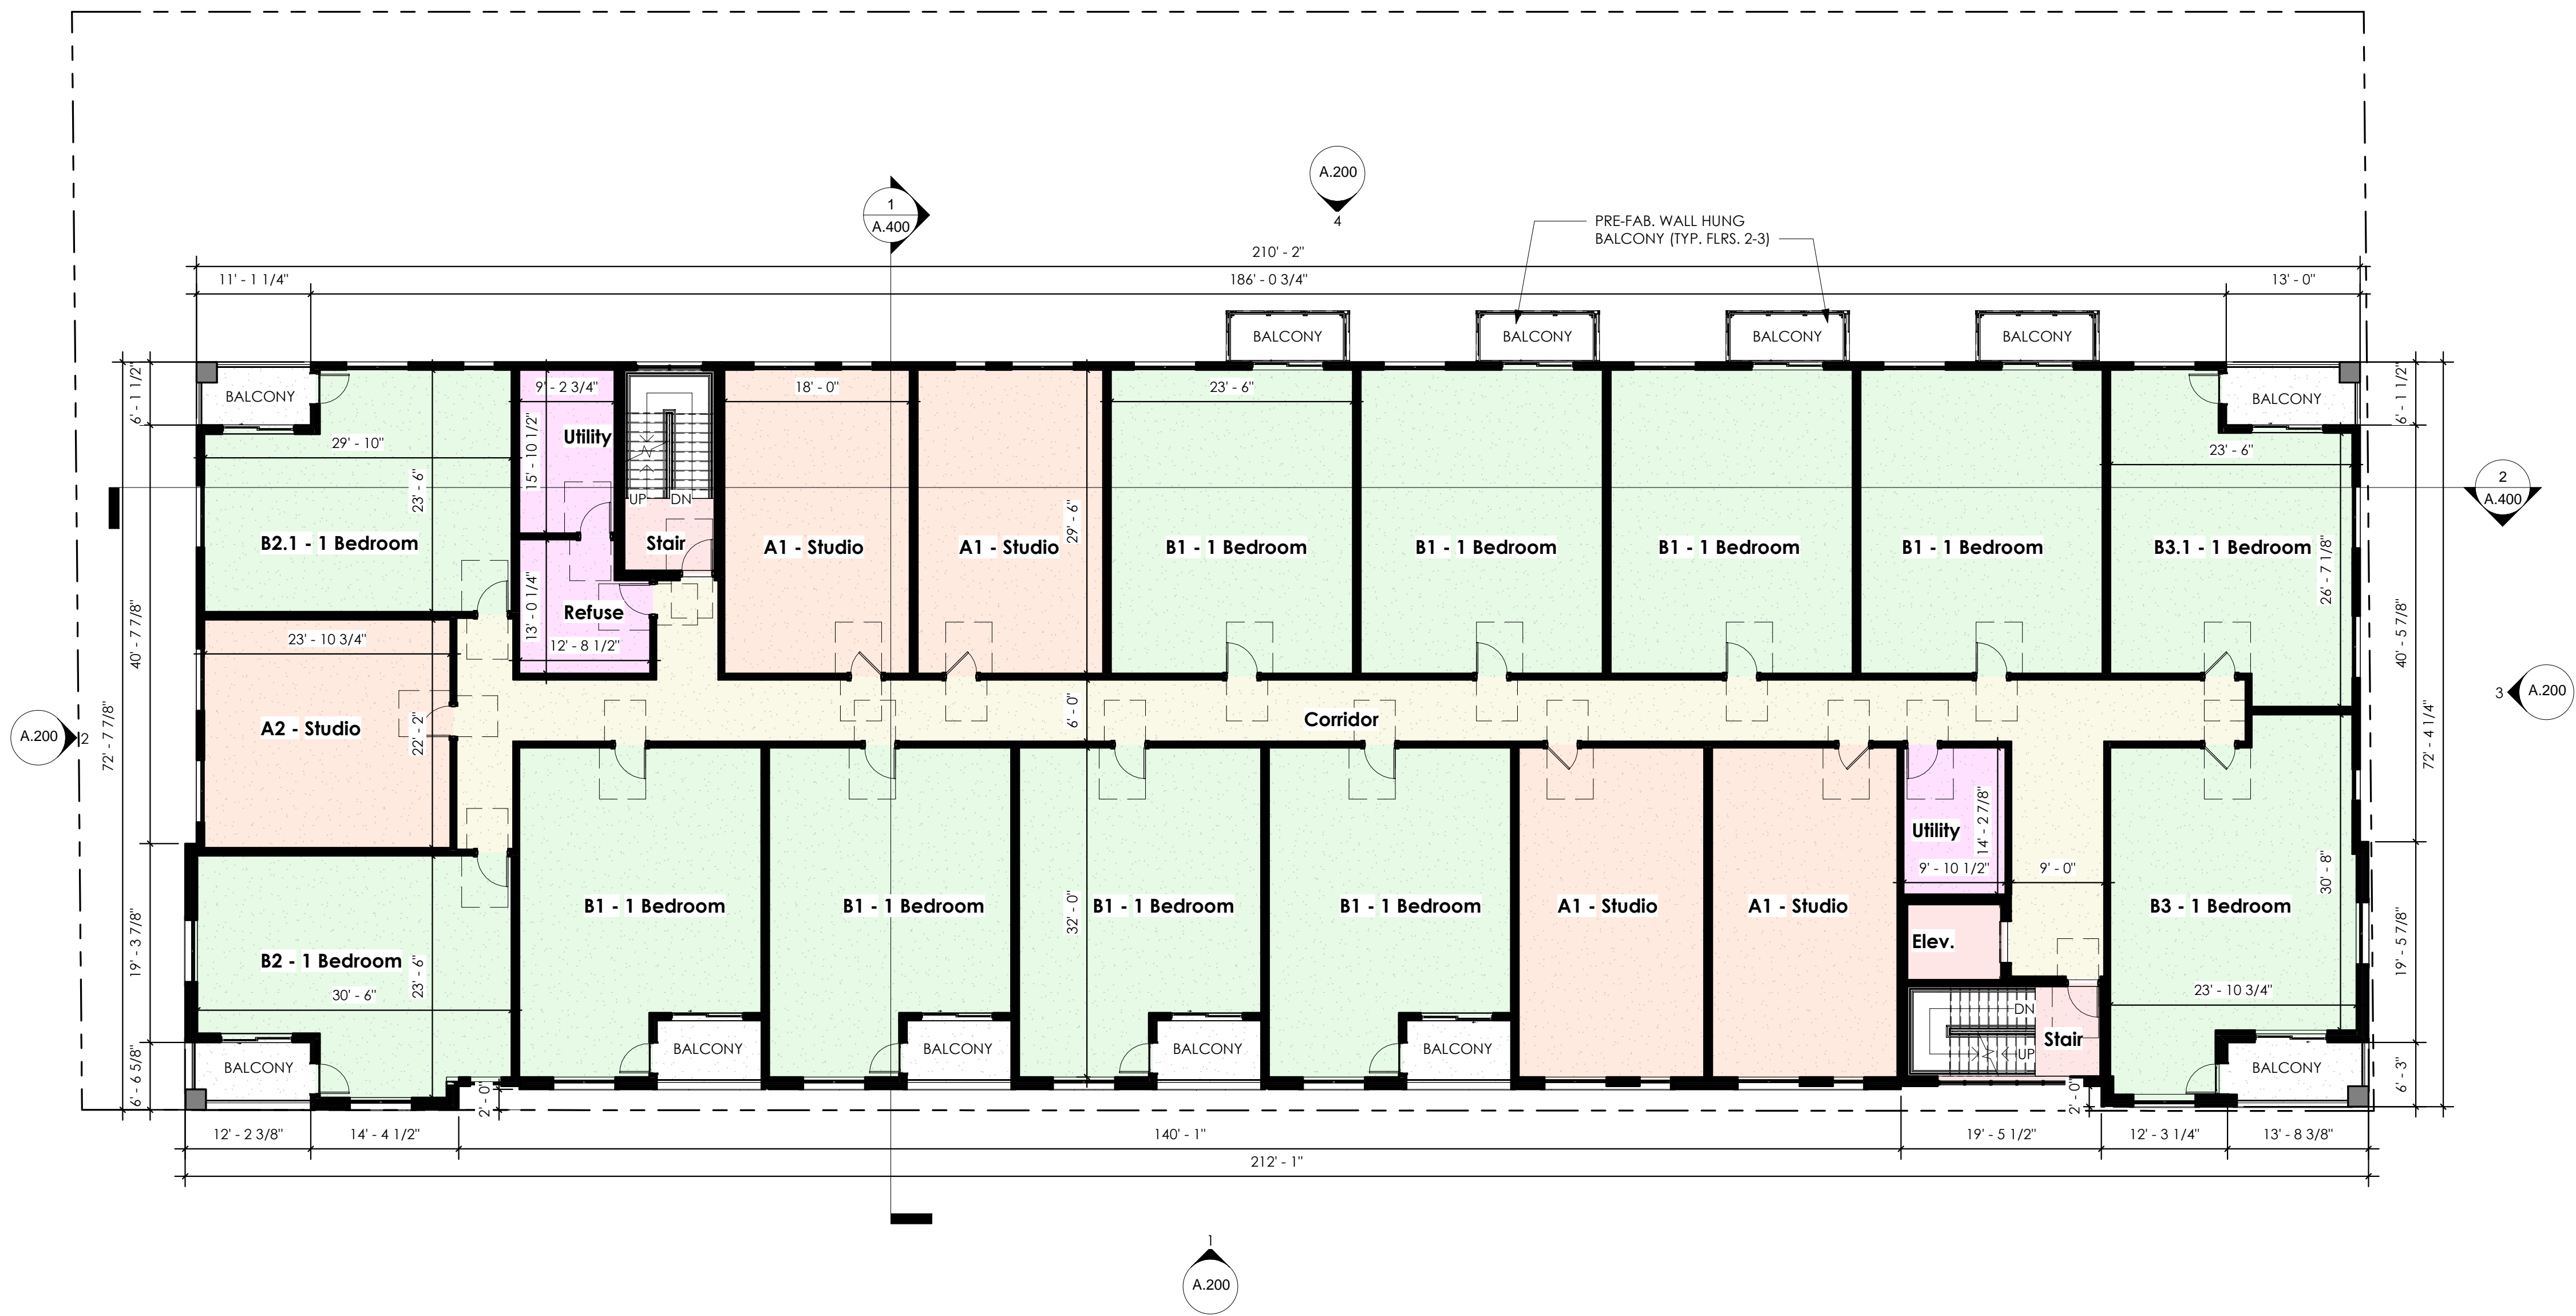 A.200
4
1
A.400
PRE-FAB. WALL HUNG
BALCONY (TYP. FLRS. 2-3)
210' - 2"
11' - 1 1/4"
186' - 0 3/4"
13' - 0"
BALCONY
BALCONY
BALCONY
BALCONY
6' - 1 1/2"
BALCONY
9' - 2 3/4"
18' - 0"
23' - 6"
BALCONY
6' - 1 1/2"
29' - 10"
23' - 6"
15' - 10 1/2"
Utility
UP
DN
29' - 6"
23' - 6"
2
A.400
B2.1 - 1 Bedroom
Stair
A1 - Studio
A1 - Studio
B1 - 1 Bedroom
B1 - 1 Bedroom
B1 - 1 Bedroom
B1 - 1 Bedroom
B3.1 - 1 Bedroom
26' - 7 1/8"
40' - 7 7/8"
13' - 0 1/4"
Refuse
12' - 8 1/2"
40' - 5 7/8"
23' - 10 3/4"
A.200
2
72' - 7 7/8"
A2 - Studio
22' - 2"
6' - 0"
Corridor
72' - 4 1/4"
3
A.200
Utility
14' - 2 7/8"
9' - 10 1/2"
9' - 0"
30' - 8"
B1 - 1 Bedroom
B1 - 1 Bedroom
B1 - 1 Bedroom
B1 - 1 Bedroom
A1 - Studio
A1 - Studio
B3 - 1 Bedroom
32' - 0"
19' - 3 7/8"
19' - 5 7/8"
Elev.
B2 - 1 Bedroom
23' - 6"
30' - 6"
23' - 10 3/4"
DN
UP
Stair
BALCONY
BALCONY
BALCONY
BALCONY
BALCONY
BALCONY
6' - 6 5/8"
2' - 0"
2' - 0"
6' - 3"
12' - 2 3/8"
14' - 4 1/2"
140' - 1"
19' - 5 1/2"
12' - 3 1/4"
13' - 8 3/8"
212' - 1"
1
A.200